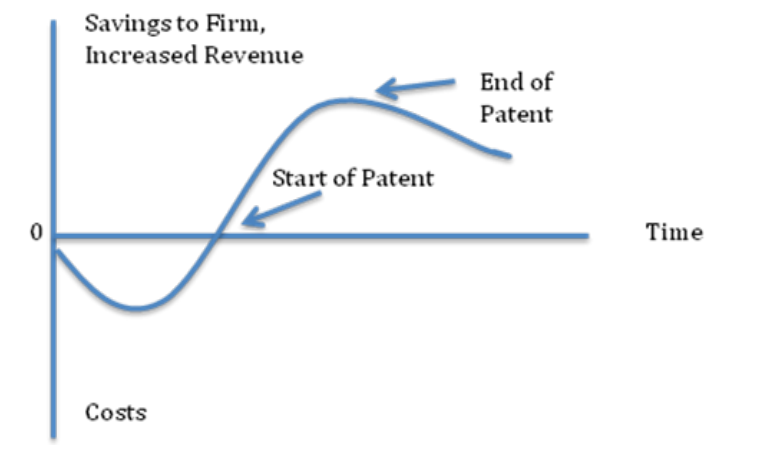 Savings to Firm,
Increased Revenue
End of
Patent
Start of Patent
0
Time
Costs